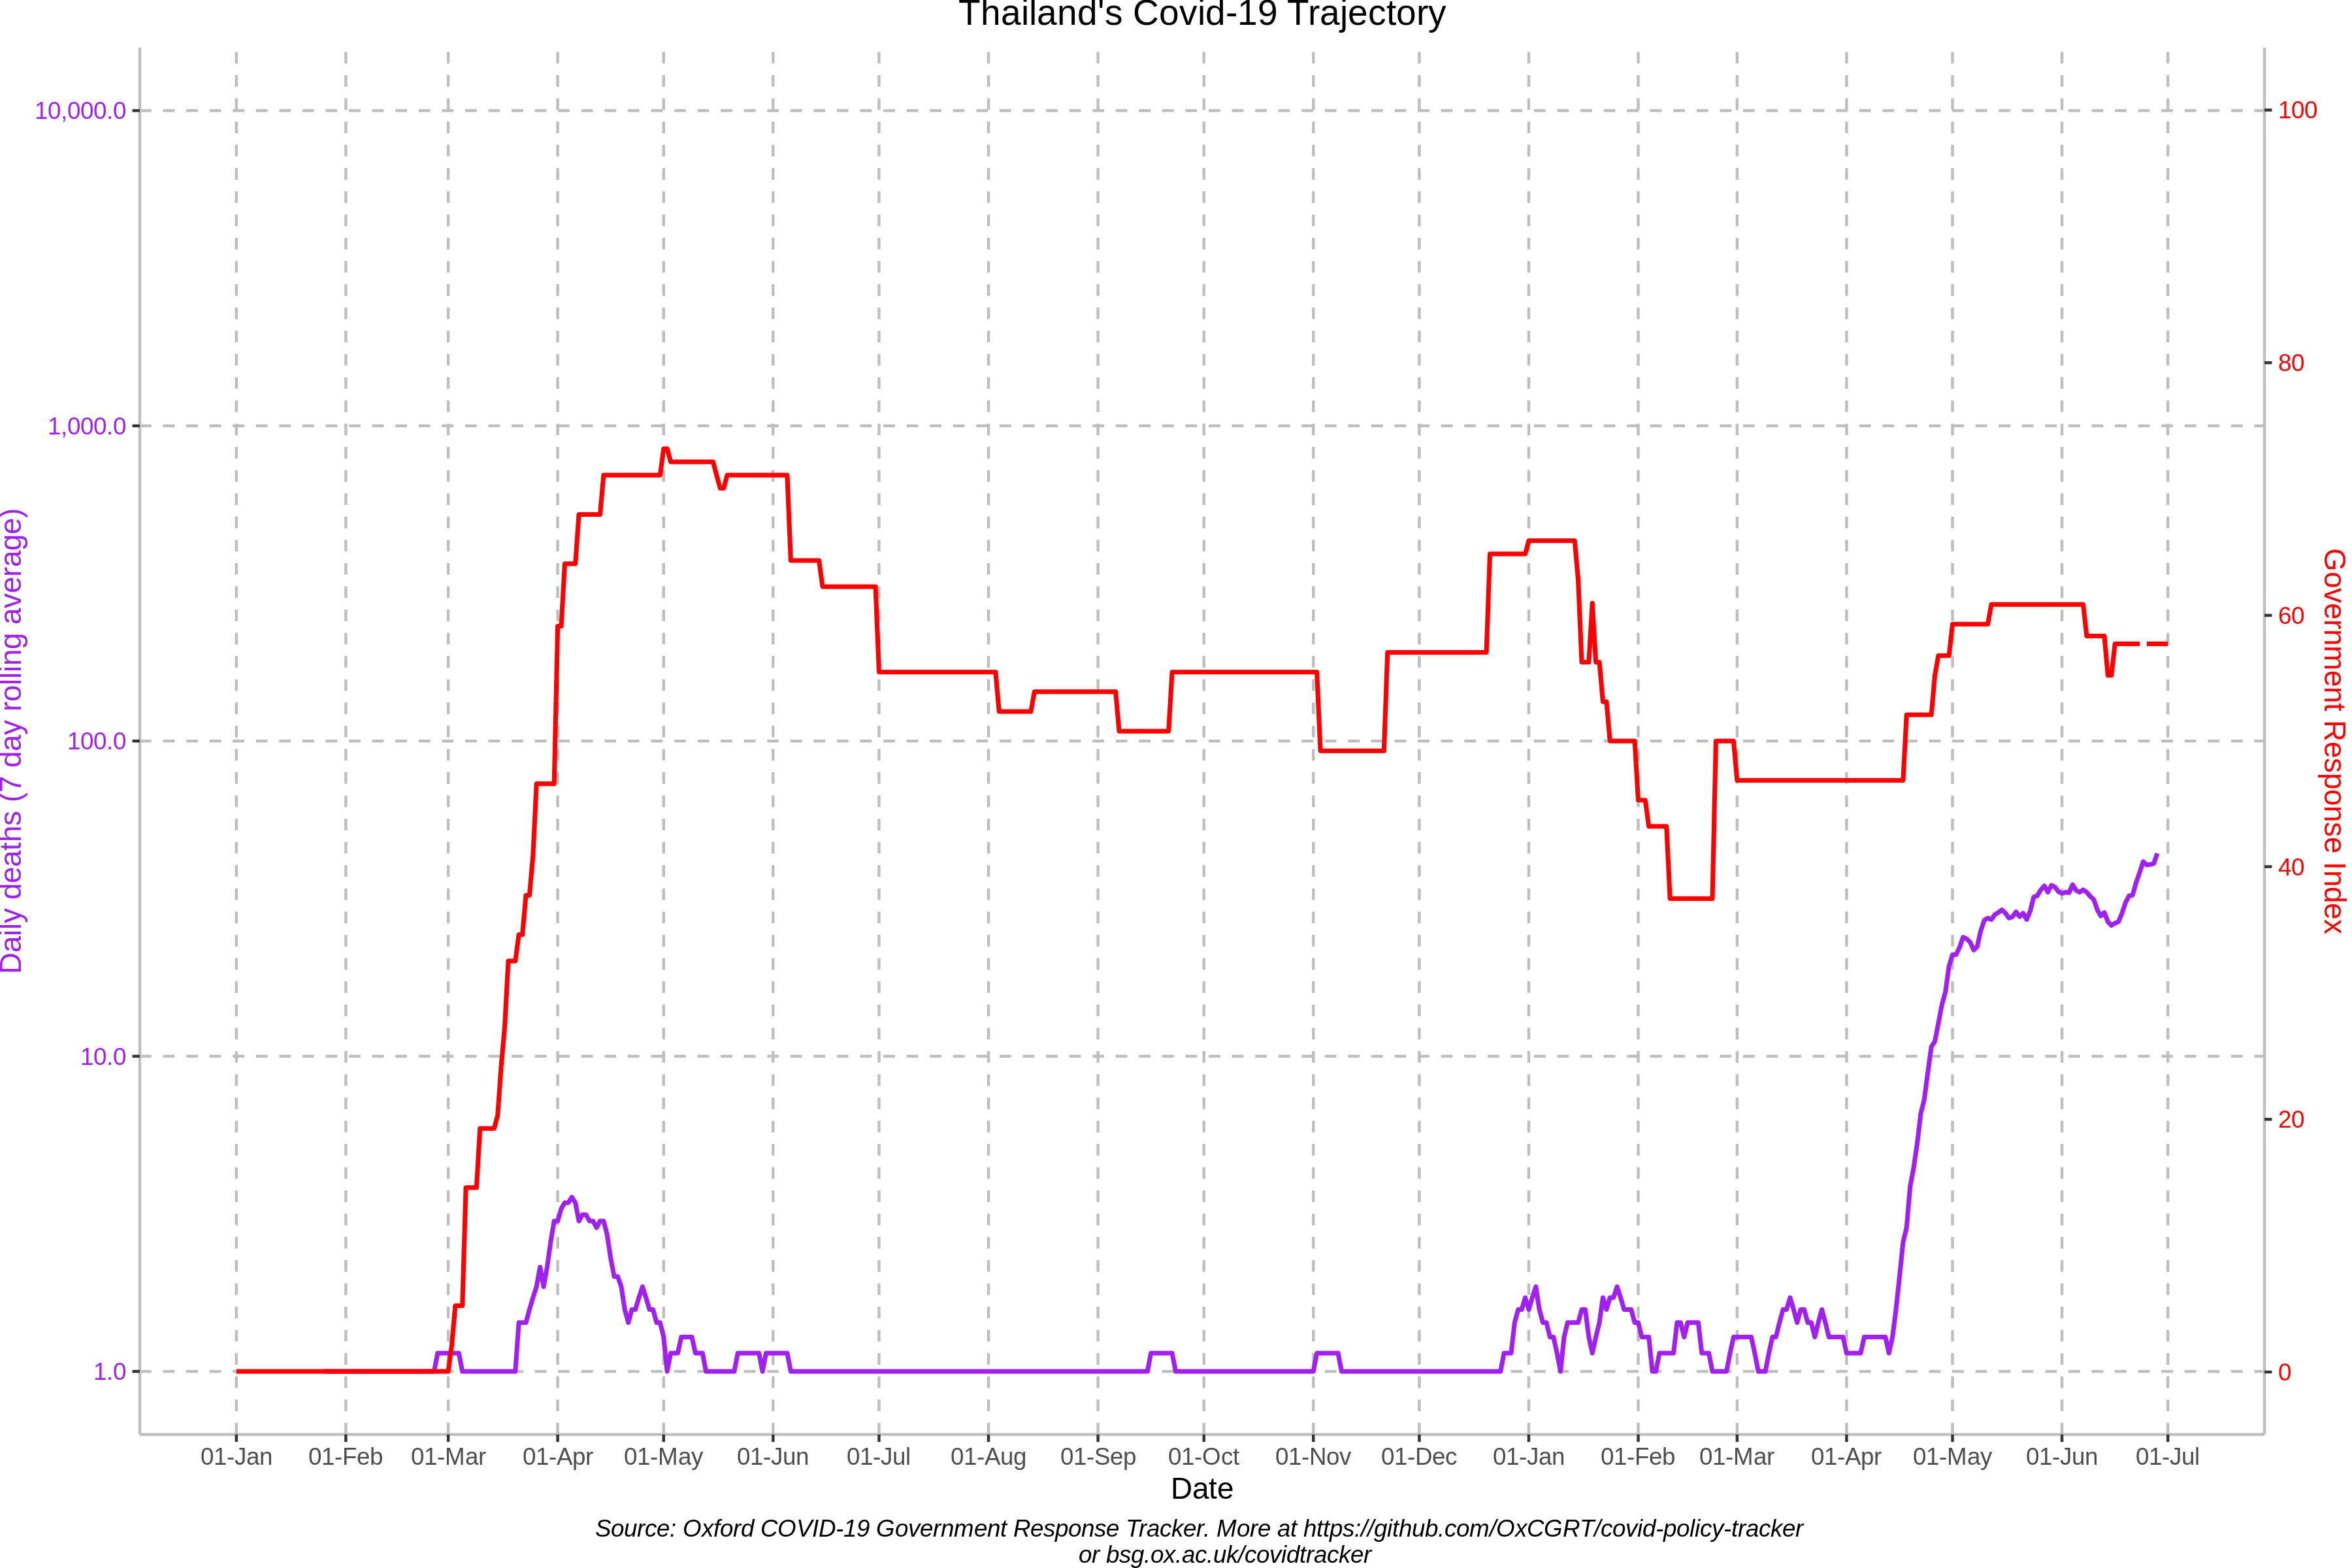 Thailand's Covid-19 Trajectory
10,000.0
1,000.0
100.0
10.0
1.0
Daily deaths (7 day rolling average)
100
80
60
40
20
0
Government Response Index
01-Jan 01-Feb 01-Mar 01-Apr 01-May 01-Jun 01-Jul 01-Aug 01-Sep 01-Oct 01-Nov 01-Dec 01-Jan 01-Feb 01-Mar 01-Apr 01-May 01-Jun 01-Jul
Date
Source: Oxford COVID-19 Government Response Tracker. More at https://github.com/OxCGRT/covid-policy-tracker
or bsg.ox.ac.uk/covidtracker